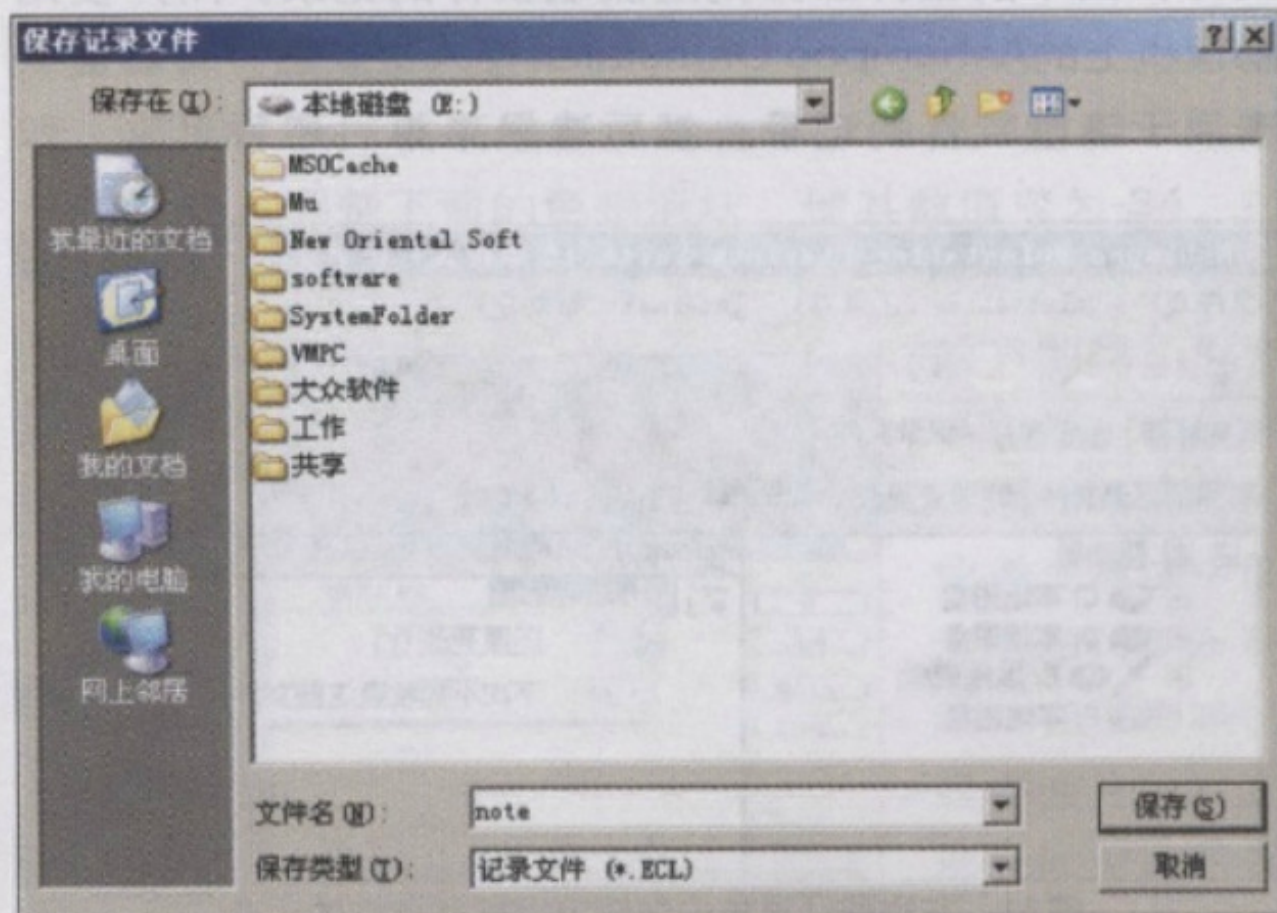 保存记录文件
保存在(I):
本地磁盘 (E:)
我最近的文档
桌面
我的文档
我的电脑
网上邻居
MSOCache
Mu
New Oriental Soft
software
SystemFolder
VMPC
大众软件
工作
共享
文件名(N):
note
保存(S)
保存类型(T):
记录文件 (*.ECL)
取消